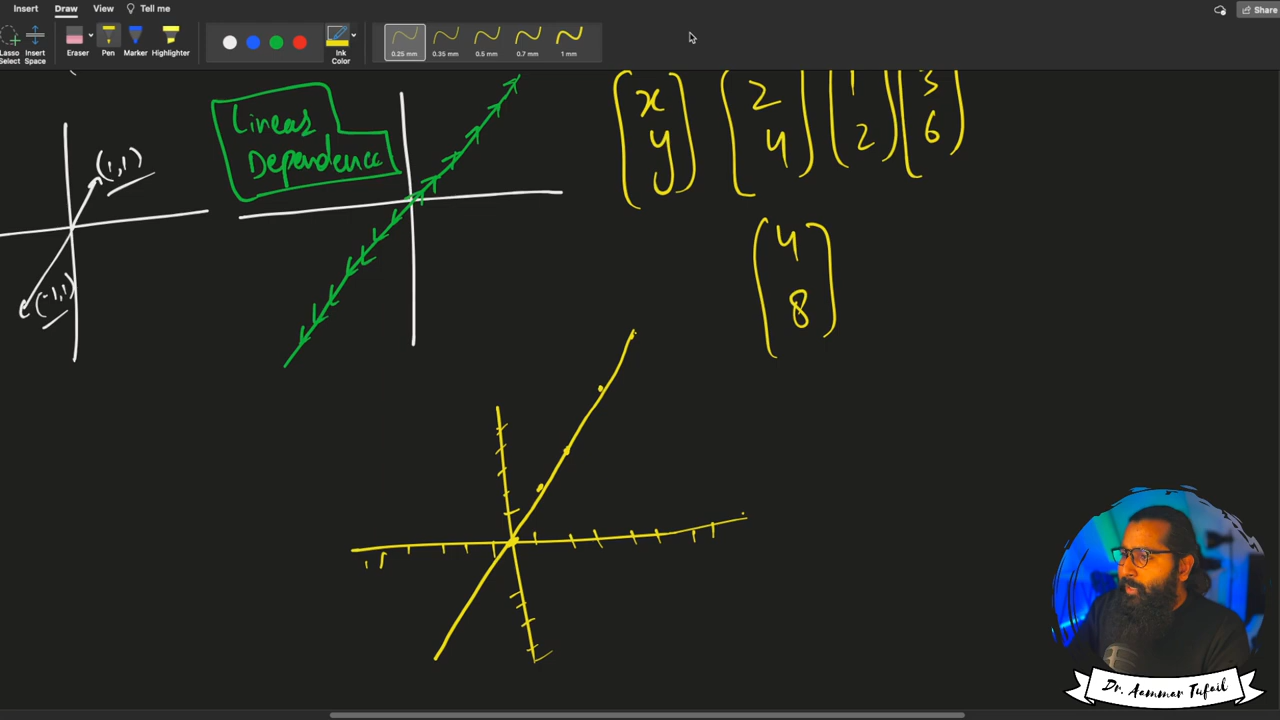 Insert Draw View Tell me
Share
Lasso Select
Insert Space
Eraser
Pen
Marker
Highlighter
Ink Color
0.25 mm
0.35 mm
0.5 mm
0.7 mm
1 mm
Linear
Dependence
(1,1)
(-1,1)
x 2 1 3
y 4 2 6
4
8
Dr. Aammar Tufail